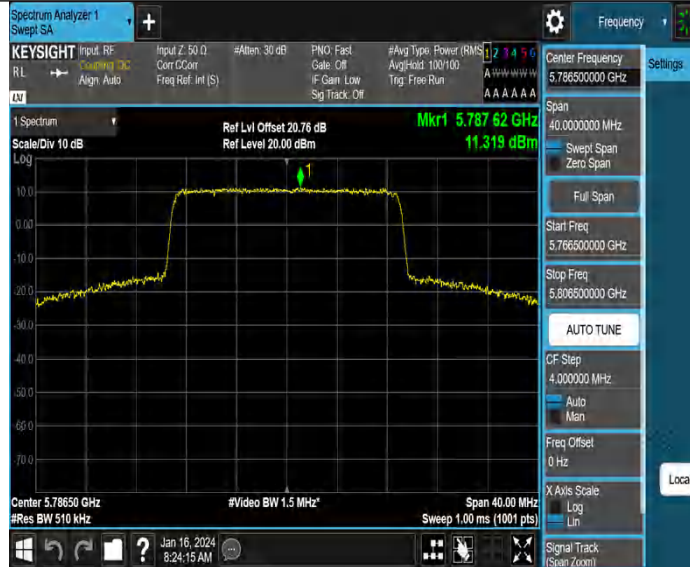 Spectrum Analyzer 1
Swept SA
Frequency
KEYSIGHT
RL
Input: RF
Coupling: DC
Align: Auto
Input Z: 50 Ω
Corr CCorr
Freq Ref: Int (S)
#Atten: 30 dB
PNO: Fast
Gate: Off
IF Gain: Low
Sig Track: Off
#Avg Type: Power (RMS
Avg|Hold: 100/100
Trig: Free Run
1 2 3 4 5 6
A W W W W W
A A A A A A
LXI
1 Spectrum
Scale/Div 10 dB
Ref Lvl Offset 20.76 dB
Ref Level 20.00 dBm
Mkr1 5.787 62 GHz
11.319 dBm
Log
1
10.0
0.00
-10.0
-20.0
-30.0
-40.0
-50.0
-60.0
-70.0
Center 5.78650 GHz
#Res BW 510 kHz
#Video BW 1.5 MHz*
Span 40.00 MHz
Sweep 1.00 ms (1001 pts)
?
Jan 16, 2024
8:24:15 AM
Center Frequency
5.786500000 GHz
Settings
Span
40.0000000 MHz
Swept Span
Zero Span
Full Span
Start Freq
5.766500000 GHz
Stop Freq
5.806500000 GHz
AUTO TUNE
CF Step
4.000000 MHz
Auto
Man
Freq Offset
0 Hz
X Axis Scale
Log
Lin
Loca
Signal Track
(Span Zoom)